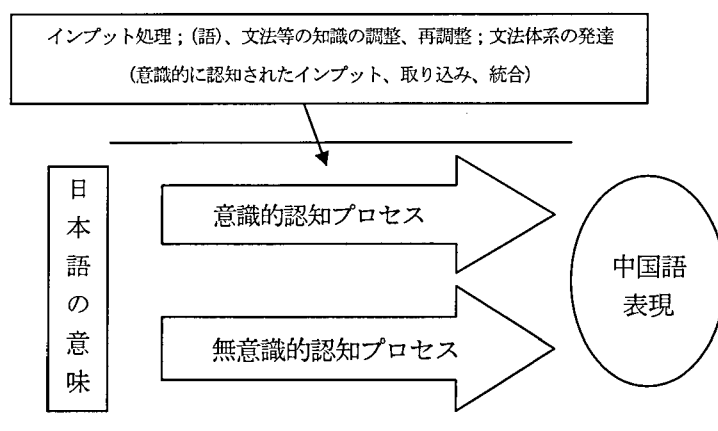 インプット処理；(語)、文法等の知識の調整、再調整；文法体系の発達
(意識的に認知されたインプット、取り込み、統合)
日本語の意味
意識的認知プロセス
無意識的認知プロセス
中国語
表現